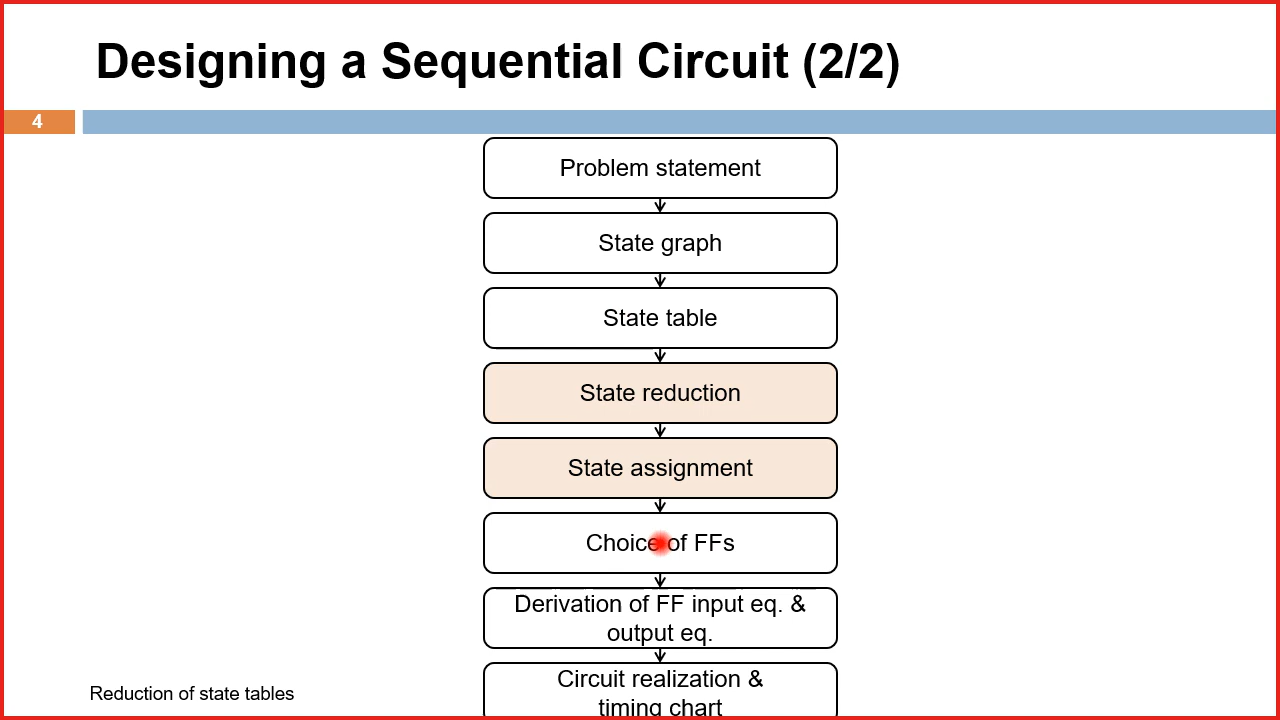 Designing a Sequential Circuit (2/2)
4
Problem statement
State graph
State table
State reduction
State assignment
Choice of FFs
Derivation of FF input eq. &
output eq.
Circuit realization &
timing chart
Reduction of state tables